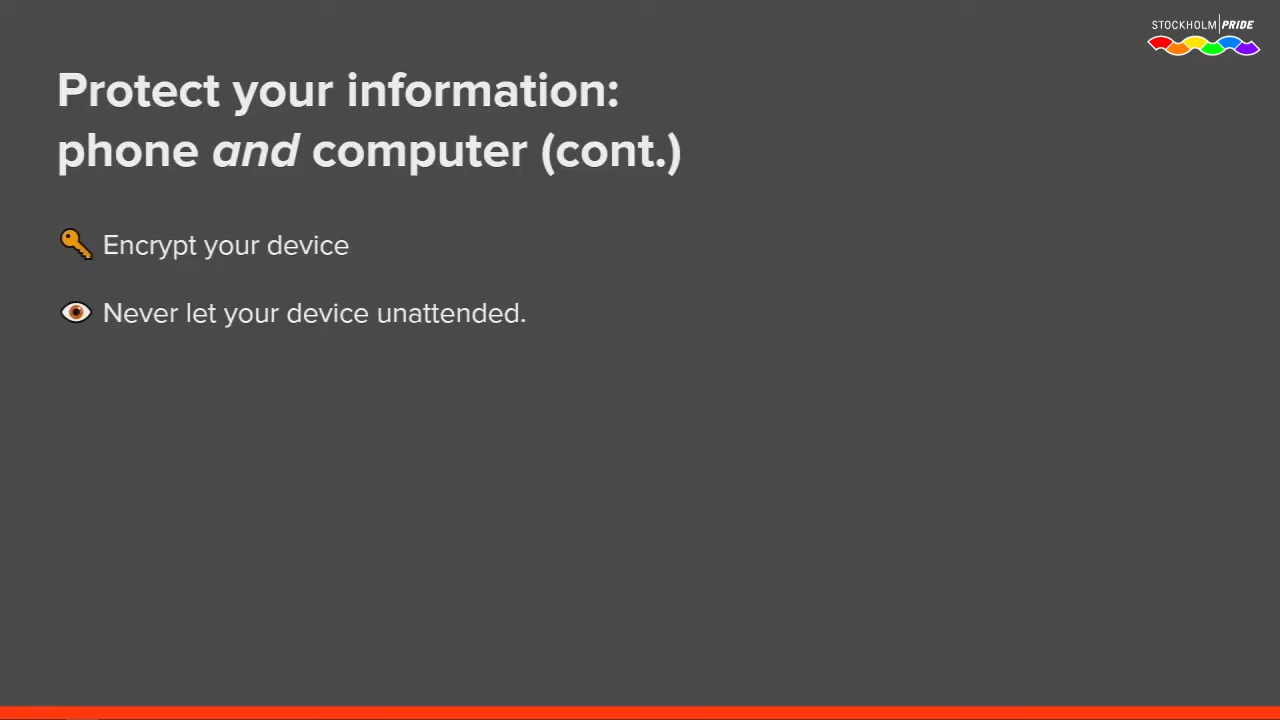 STOCKHOLM|PRIDE
Protect your information:
phone and computer (cont.)
Encrypt your device
Never let your device unattended.